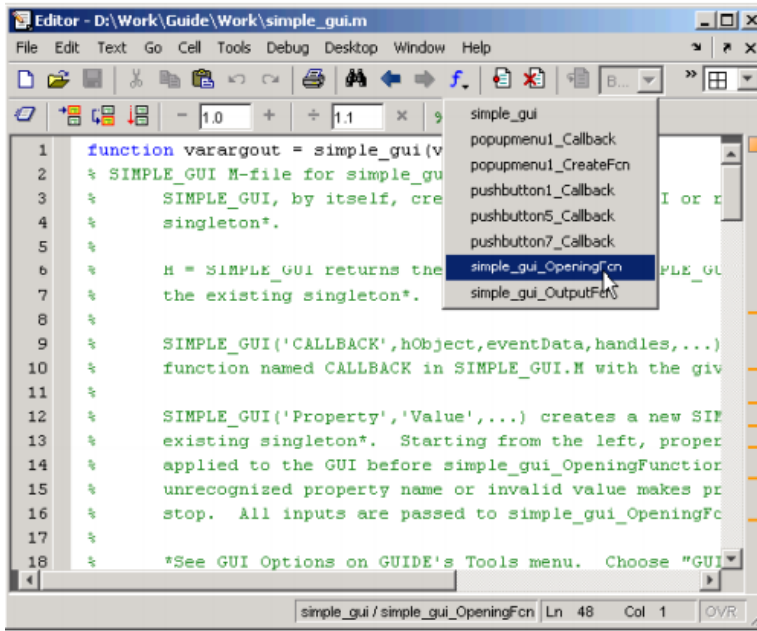 Editor - D:\Work\Guide\Work\simple_gui.m
File Edit Text Go Cell Tools Debug Desktop Window Help
B...
1.0
1.1
simple_gui
popupmenu1_Callback
popupmenu1_CreateFcn
pushbutton1_Callback
pushbutton5_Callback
pushbutton7_Callback
simple_gui_OpeningFcn
simple_gui_OutputFcn
1 function varargout = simple_gui(v
2 % SIMPLE_GUI M-file for simple_gu
3 % SIMPLE_GUI, by itself, cre I or r
4 % singleton*.
5 %
6 % H = SIMPLE_GUI returns the PLE_GU
7 % the existing singleton*.
8 %
9 % SIMPLE_GUI('CALLBACK',hObject,eventData,handles,...)
10 % function named CALLBACK in SIMPLE_GUI.M with the giv
11 %
12 % SIMPLE_GUI('Property','Value',...) creates a new SIM
13 % existing singleton*. Starting from the left, proper
14 % applied to the GUI before simple_gui_OpeningFunction
15 % unrecognized property name or invalid value makes pr
16 % stop. All inputs are passed to simple_gui_OpeningFc
17 %
18 % *See GUI Options on GUIDE's Tools menu. Choose "GUI
simple_gui / simple_gui_OpeningFcn Ln 48 Col 1 OVR